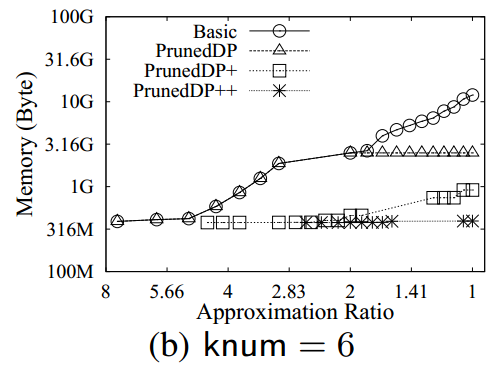 100G
31.6G
10G
3.16G
1G
316M
100M
Memory (Byte)
Basic
PrunedDP
PrunedDP+
PrunedDP++
8 5.66 4 2.83 2 1.41 1
Approximation Ratio
(b) knum = 6